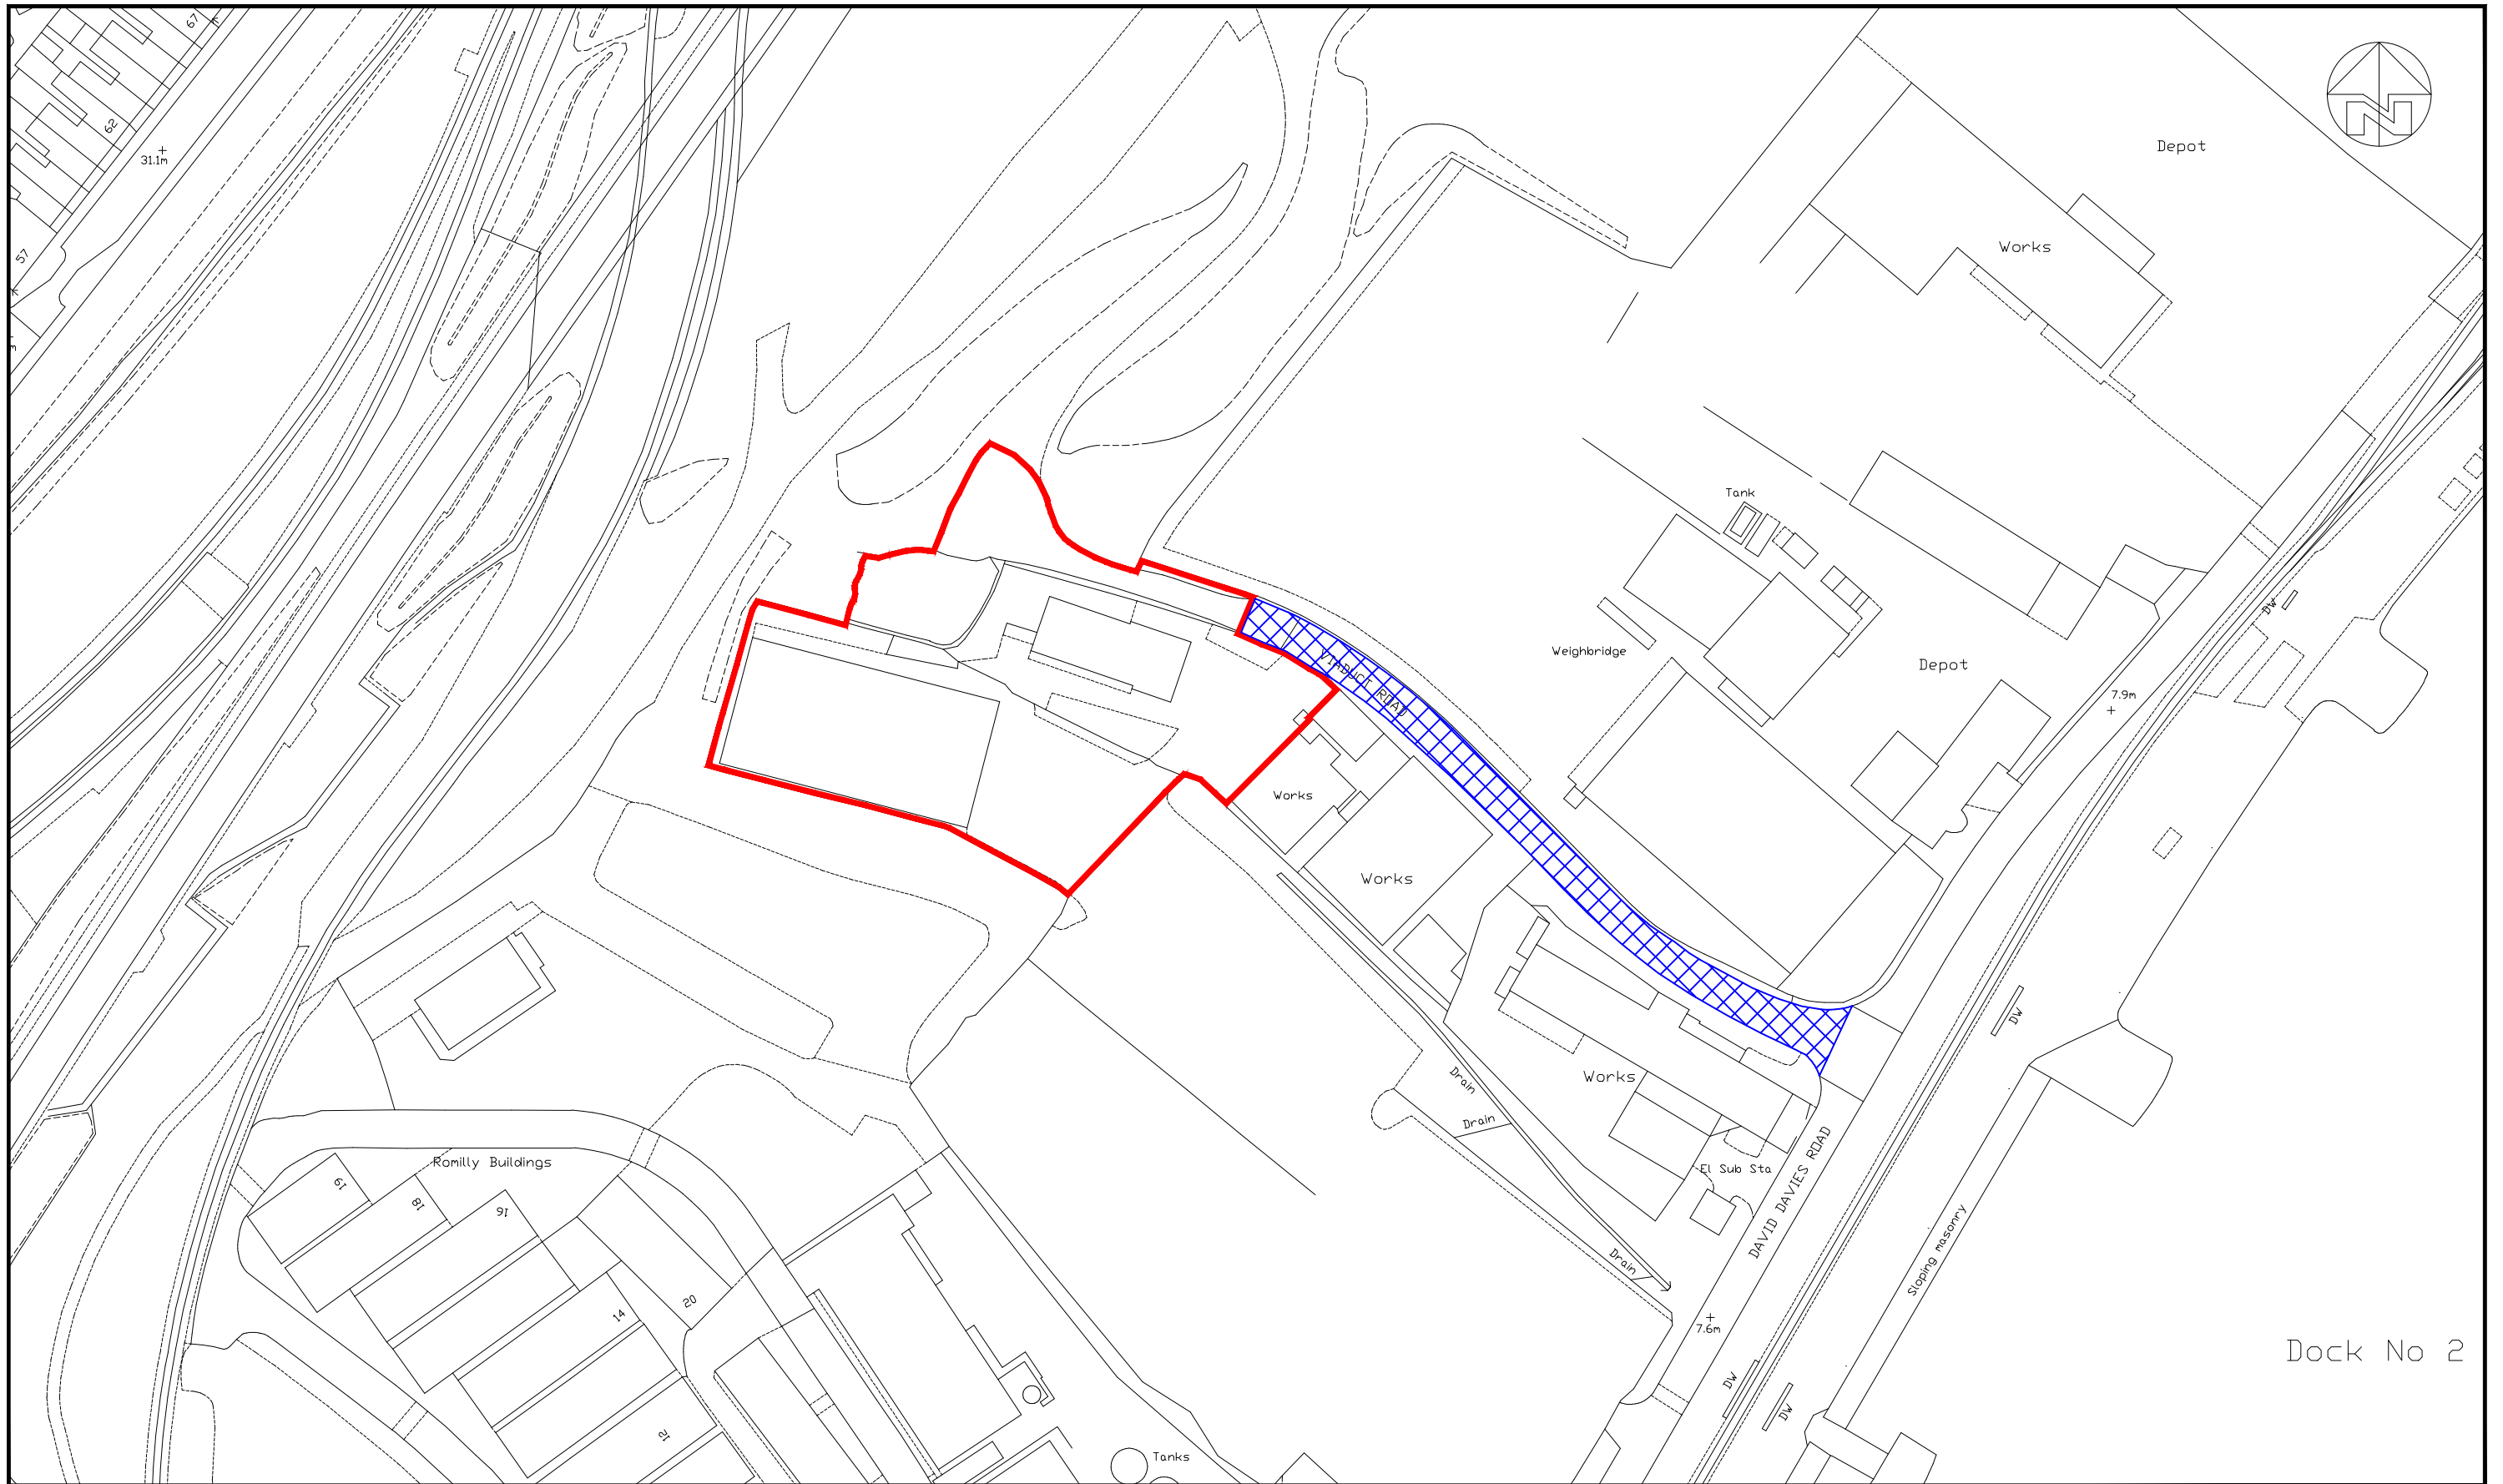 67
62
31.1m
57
m
N
Depot
Works
Tank
Weighbridge
Depot
DW
7.9m
VIADUCT ROAD
Works
Works
DW
Works
Drain
Drain
El Sub Sta
DAVID DAVIES ROAD
Sloping masonry
Drain
7.6m
DW
DW
Dock No 2
Romilly Buildings
19
18
16
14
20
12
Tanks